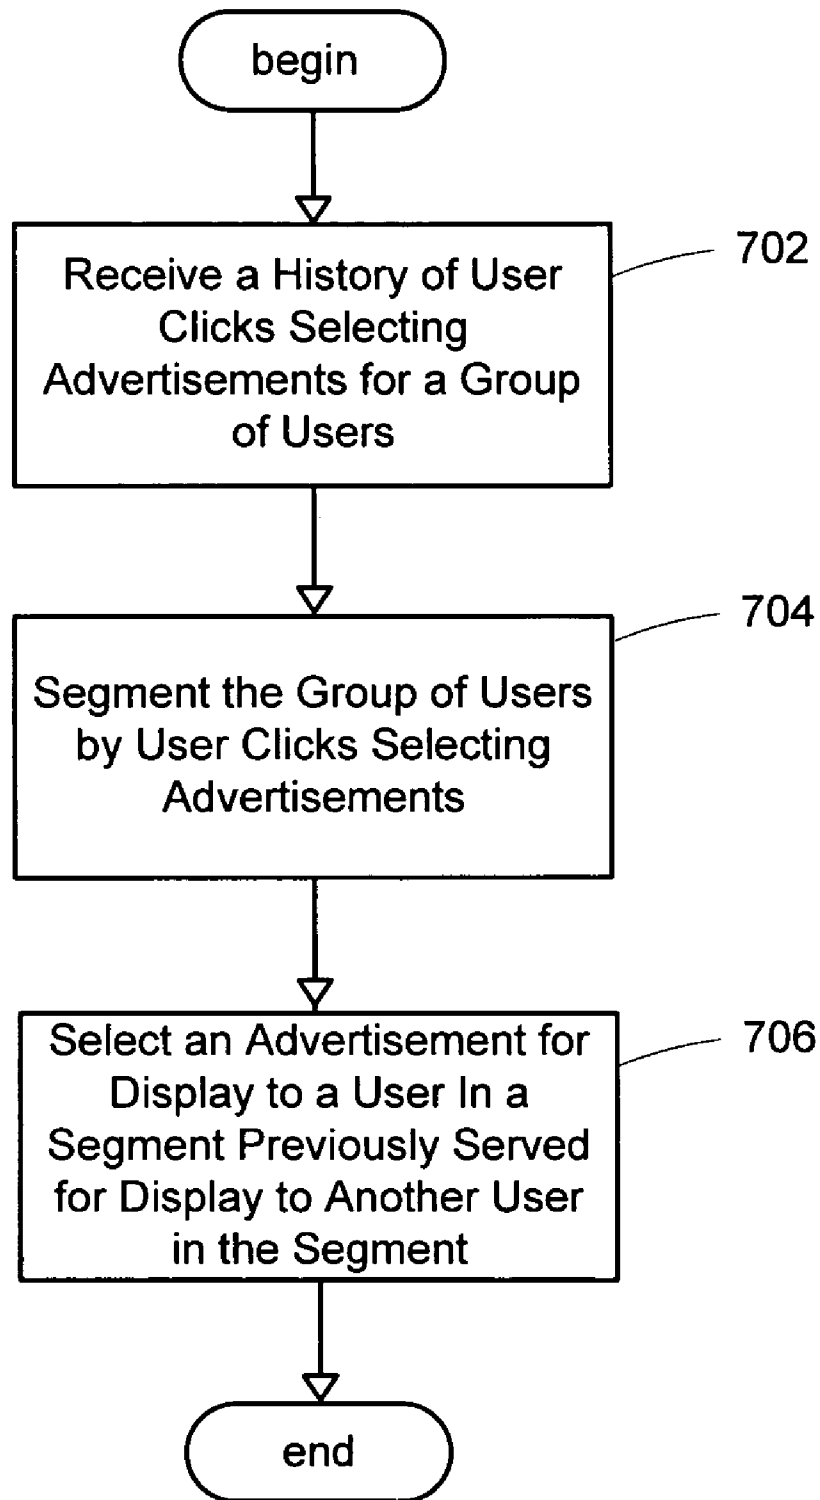 begin
702
Receive a History of User
Clicks Selecting
Advertisements for a Group
of Users
704
Segment the Group of Users
by User Clicks Selecting
Advertisements
706
Select an Advertisement for
Display to a User In a
Segment Previously Served
for Display to Another User
in the Segment
end